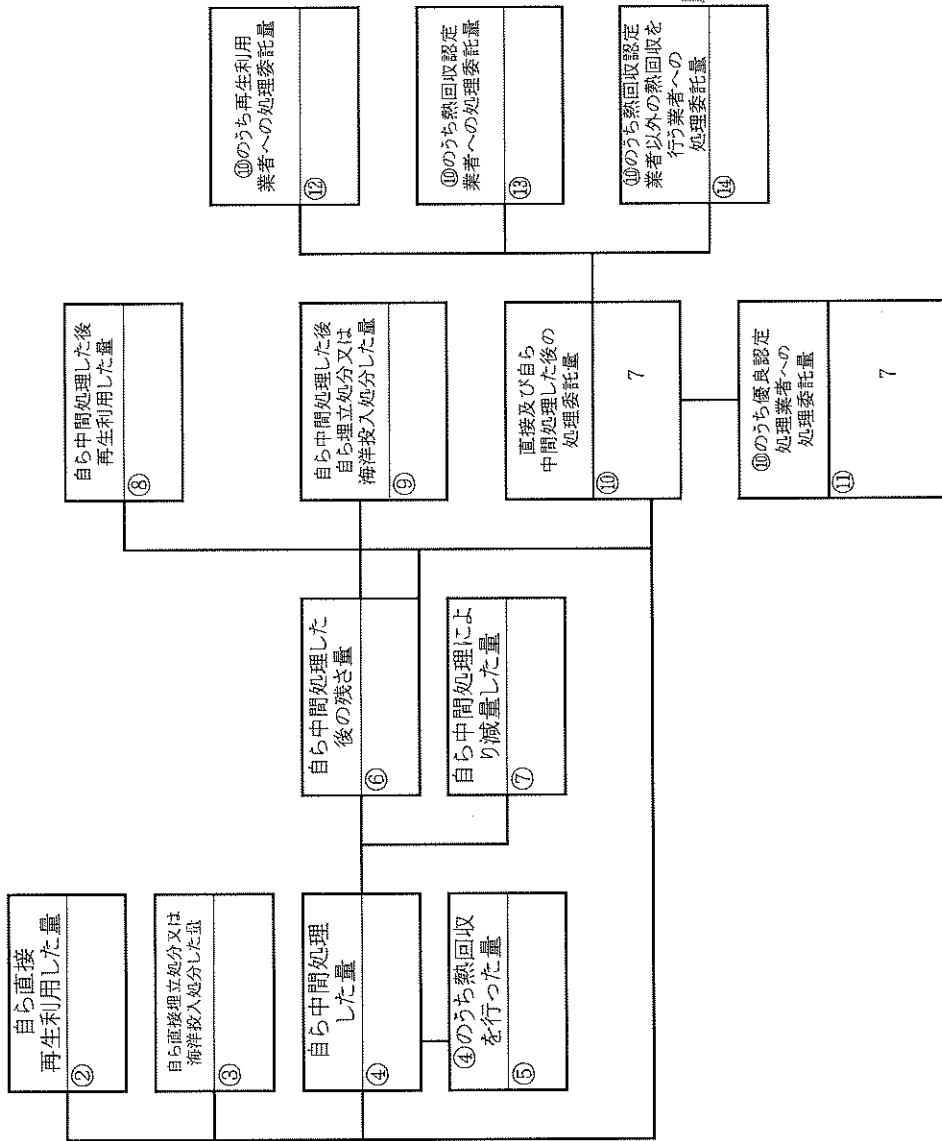 自ら直接
再生利用した量
②
自ら直接埋立処分又は
海洋投入処分した量
③
自ら中間処理
した量
④
④のうち熱回収
を行った量
⑤
自ら中間処理した
後の残さ量
⑥
自ら中間処理によ
り減量した量
⑦
自ら中間処理した後
再生利用した量
⑧
自ら中間処理した後
自ら埋立処分又は
海洋投入処分した量
⑨
直接及び自ら
中間処理した後の
処理委託量
⑩
7
⑩のうち優良認定
処理業者への
処理委託量
⑪
7
⑩のうち再生利用
業者への処理委託量
⑫
⑩のうち熱回収認定
業者への処理委託量
⑬
⑩のうち熱回収認定
業者以外の熱回収を
行う業者への
処理委託量
⑭